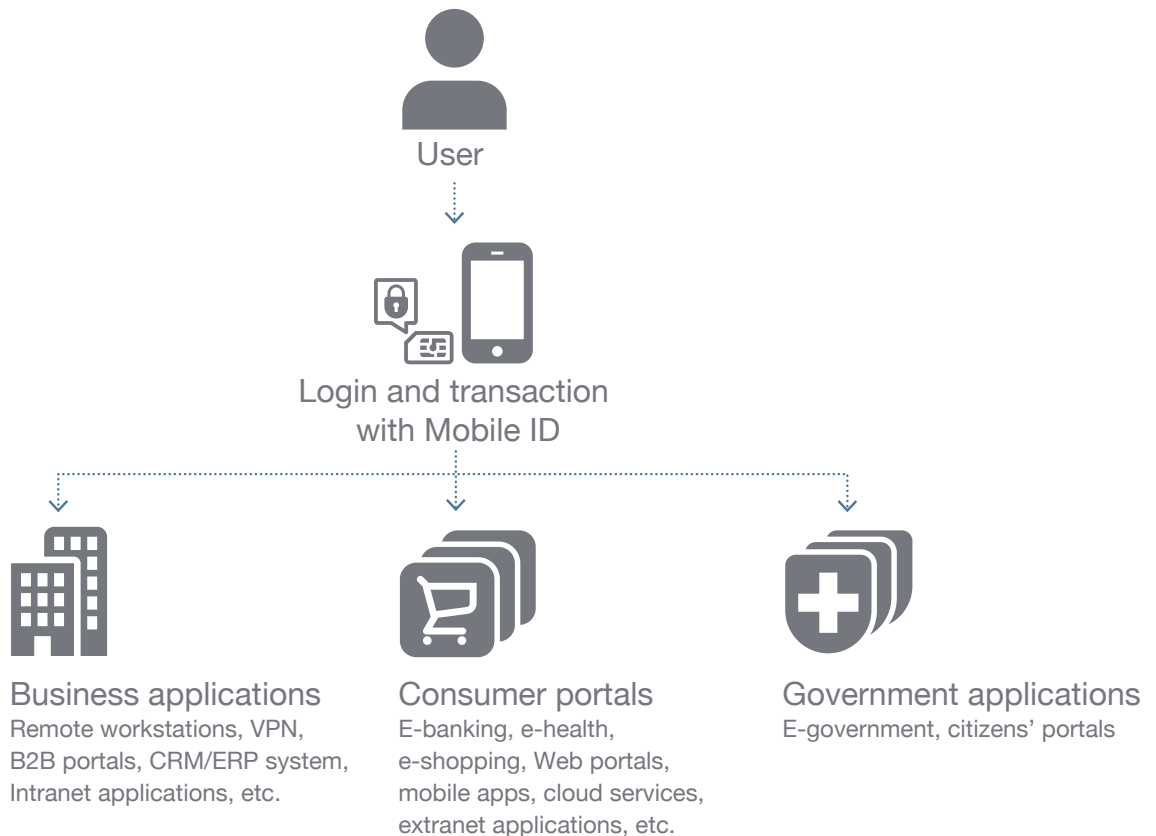 User
Login and transaction
with Mobile ID
Business applications
Remote workstations, VPN,
B2B portals, CRM/ERP system,
Intranet applications, etc.
Consumer portals
E-banking, e-health,
e-shopping, Web portals,
mobile apps, cloud services,
extranet applications, etc.
Government applications
E-government, citizens’ portals